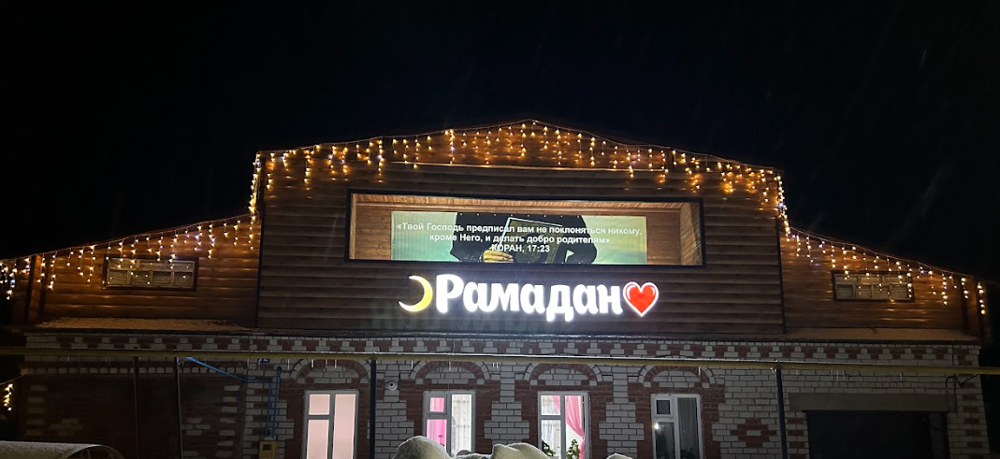 «Твой Господь предписал вам не поклоняться никому,
кроме Него, и делать добро родителям»
КОРАН, 17:23
Рамадан